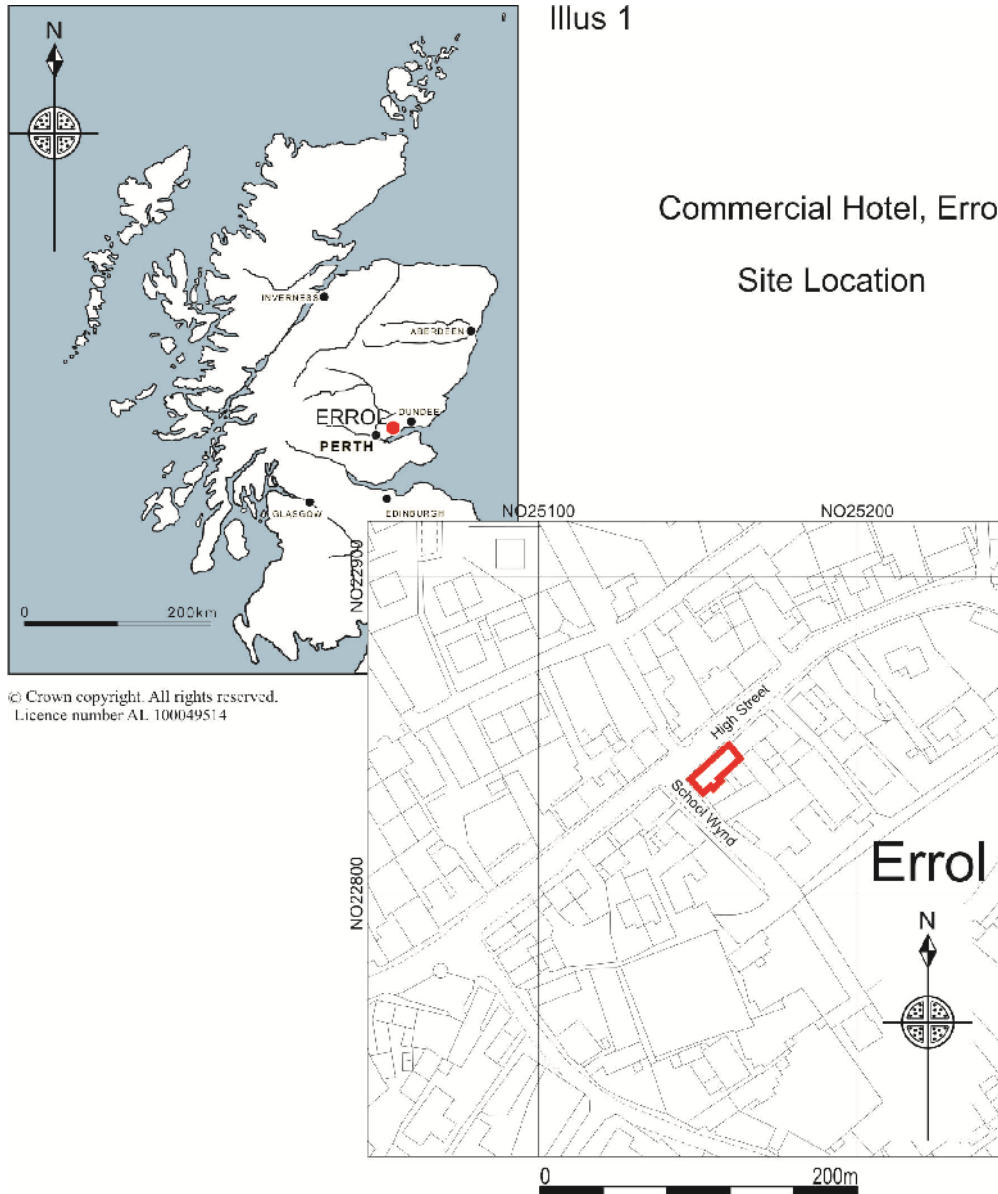 Illus 1
Commercial Hotel, Erro
Site Location
N
INVERNESS
ABERDEEN
ERROL
DUNDEE
PERTH
GLASGOW
EDINBURGH
0 200km
© Crown copyright. All rights reserved.
Licence number AL 100049514
NO25100 NO25200
NO22900
High Street
School Wynd
NO22800
Errol
N
0 200m